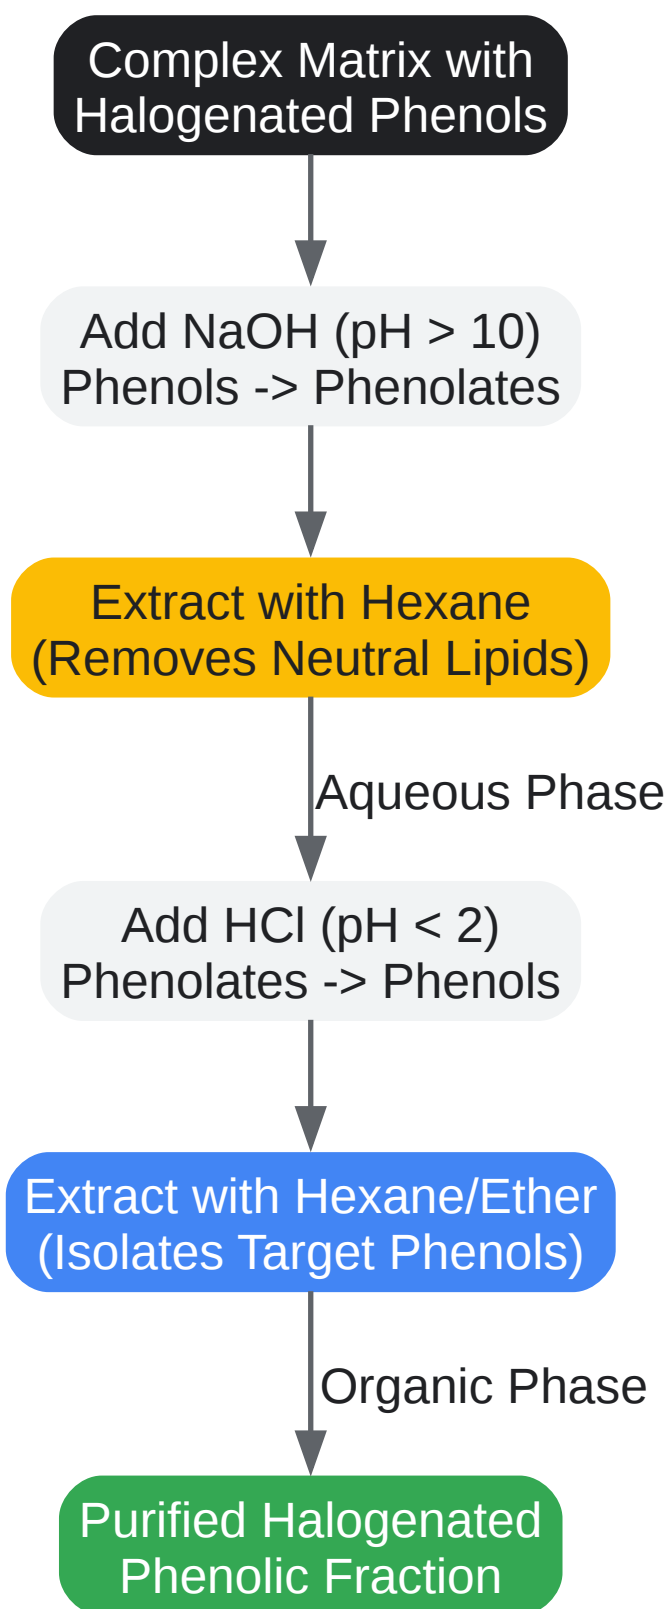 Complex Matrix with
Halogenated Phenols
Add NaOH (pH > 10)
Phenols -> Phenolates
Extract with Hexane
(Removes Neutral Lipids)
Aqueous Phase
Add HCl (pH < 2)
Phenolates -> Phenols
Extract with Hexane/Ether
(Isolates Target Phenols)
Organic Phase
Purified Halogenated
Phenolic Fraction